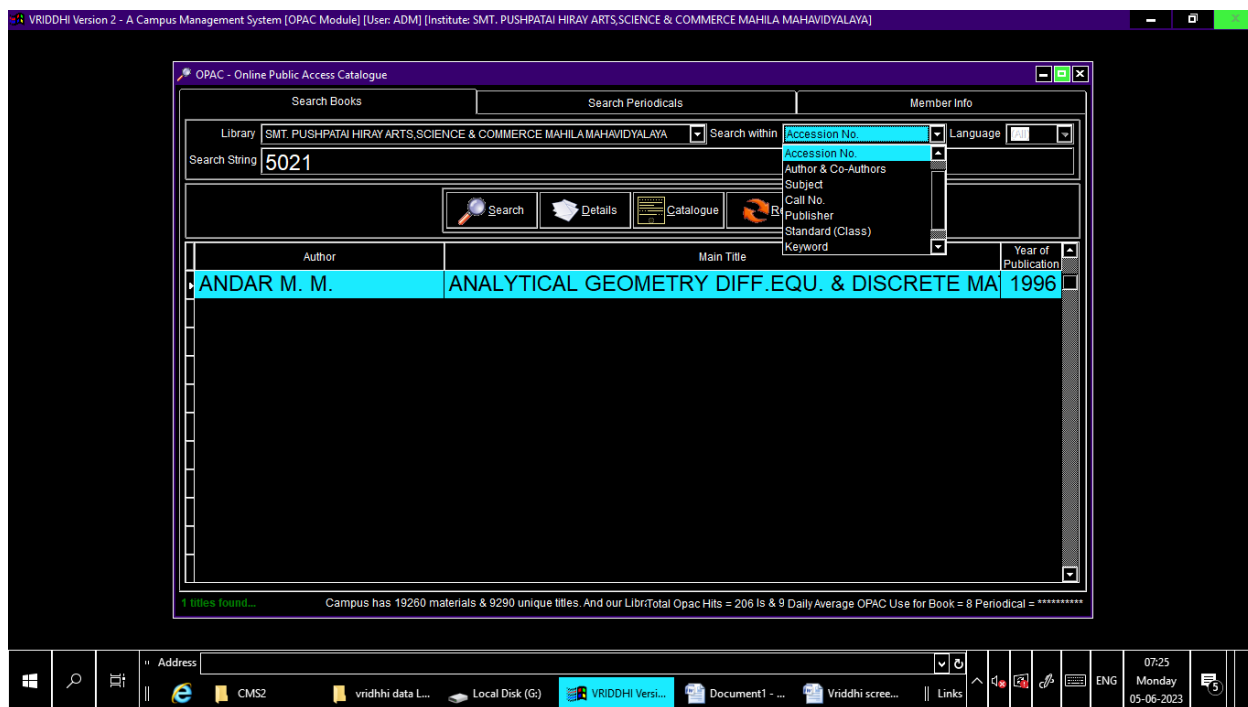 VRIDDHI Version 2 - A Campus Management System [OPAC Module] [User: ADM] [Institute: SMT. PUSHPATAI HIRAY ARTS,SCIENCE & COMMERCE MAHILA MAHAVIDYALAYA]
OPAC - Online Public Access Catalogue
Search Books Search Periodicals Member Info
Library SMT. PUSHPATAI HIRAY ARTS,SCIENCE & COMMERCE MAHILA MAHAVIDYALAYA Search within Accession No. Language (All)
Search String 5021
Accession No.
Author & Co-Authors
Subject
Call No.
Publisher
Standard (Class)
Keyword
Search Details Catalogue
Author Main Title Year of Publication
ANDAR M. M. ANALYTICAL GEOMETRY DIFF.EQU. & DISCRETE MA 1996
1 titles found... Campus has 19260 materials & 9290 unique titles. And our Libr Total Opac Hits = 206 ls & 9 Daily Average OPAC Use for Book = 8 Periodical = **********
Address
CMS2 vridhhi data L... Local Disk (G:) VRIDDHI Versi... Document1 - ... Vriddhi scree... Links
ENG
07:25
Monday
05-06-2023
5